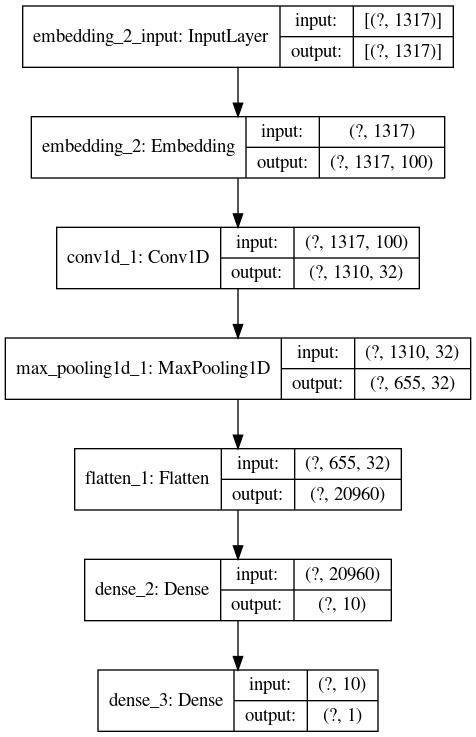 embedding_2_input: InputLayer
input: [(?, 1317)]
output: [(?, 1317)]
embedding_2: Embedding
input: (?, 1317)
output: (?, 1317, 100)
conv1d_1: Conv1D
input: (?, 1317, 100)
output: (?, 1310, 32)
max_pooling1d_1: MaxPooling1D
input: (?, 1310, 32)
output: (?, 655, 32)
flatten_1: Flatten
input: (?, 655, 32)
output: (?, 20960)
dense_2: Dense
input: (?, 20960)
output: (?, 10)
dense_3: Dense
input: (?, 10)
output: (?, 1)